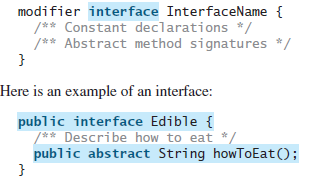 modifier interface InterfaceName {
/** Constant declarations */
/** Abstract method signatures */
}
Here is an example of an interface:
public interface Edible {
/** Describe how to eat */
public abstract String howToEat();
}